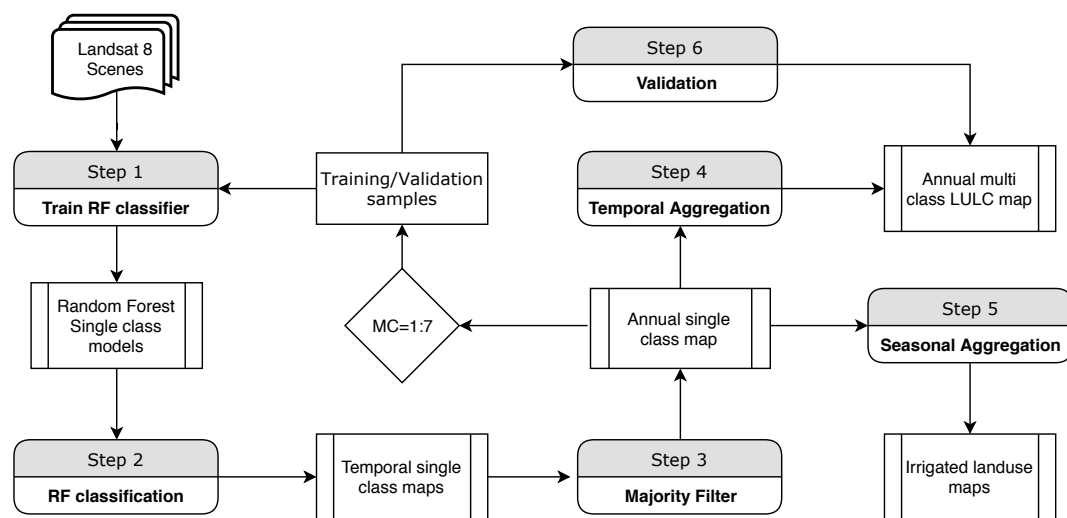 Landsat 8
Scenes
Step 6
Validation
Step 1
Train RF classifier
Training/Validation
samples
Step 4
Temporal Aggregation
Annual multi
class LULC map
Random Forest
Single class
models
MC=1:7
Annual single
class map
Step 5
Seasonal Aggregation
Step 2
RF classification
Temporal single
class maps
Step 3
Majority Filter
Irrigated landuse
maps